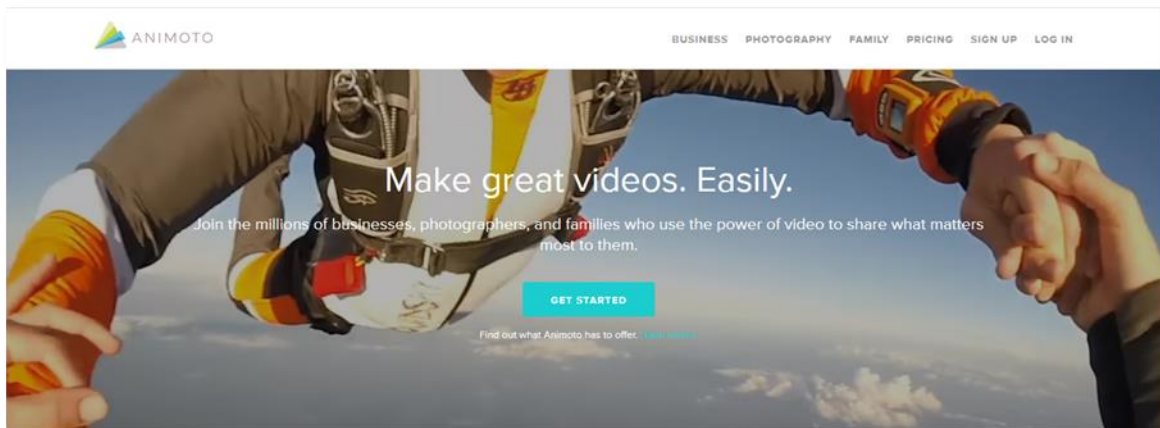 ANIMOTO
BUSINESS PHOTOGRAPHY FAMILY PRICING SIGN UP LOG IN
Make great videos. Easily.
Join the millions of businesses, photographers, and families who use the power of video to share what matters
most to them.
GET STARTED
Find out what Animoto has to offer.